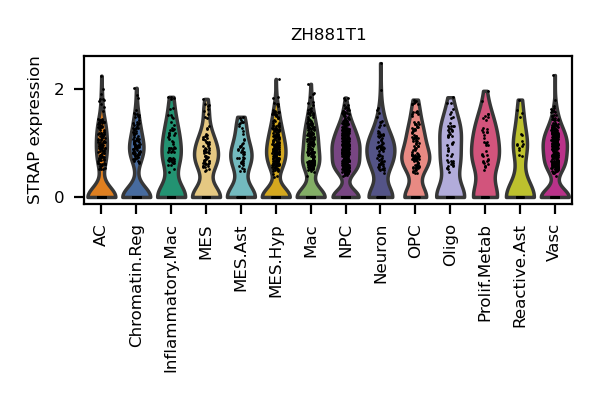 ZH881T1
STRAP expression
2
0
AC
Chromatin.Reg
Inflammatory.Mac
MES
MES.Ast
MES.Hyp
Mac
NPC
Neuron
OPC
Oligo
Prolif.Metab
Reactive.Ast
Vasc